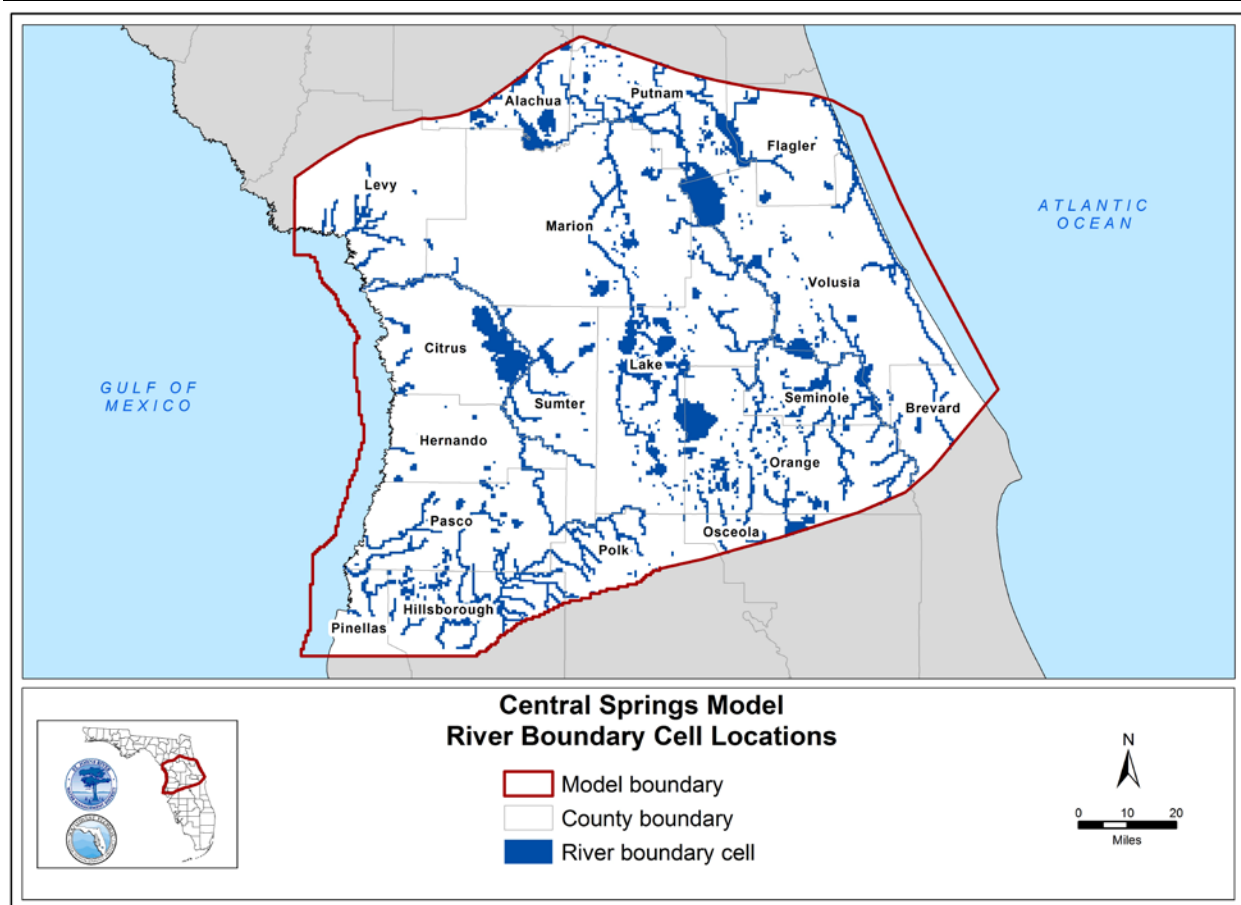 Alachua
Putnam
Flagler
Levy
Marion
ATLANTIC
OCEAN
Volusia
Citrus
Lake
GULF OF
MEXICO
Sumter
Seminole
Brevard
Hernando
Orange
Pasco
Osceola
Polk
Hillsborough
Pinellas
Central Springs Model
River Boundary Cell Locations
Model boundary
County boundary
River boundary cell
N
0 10 20
Miles